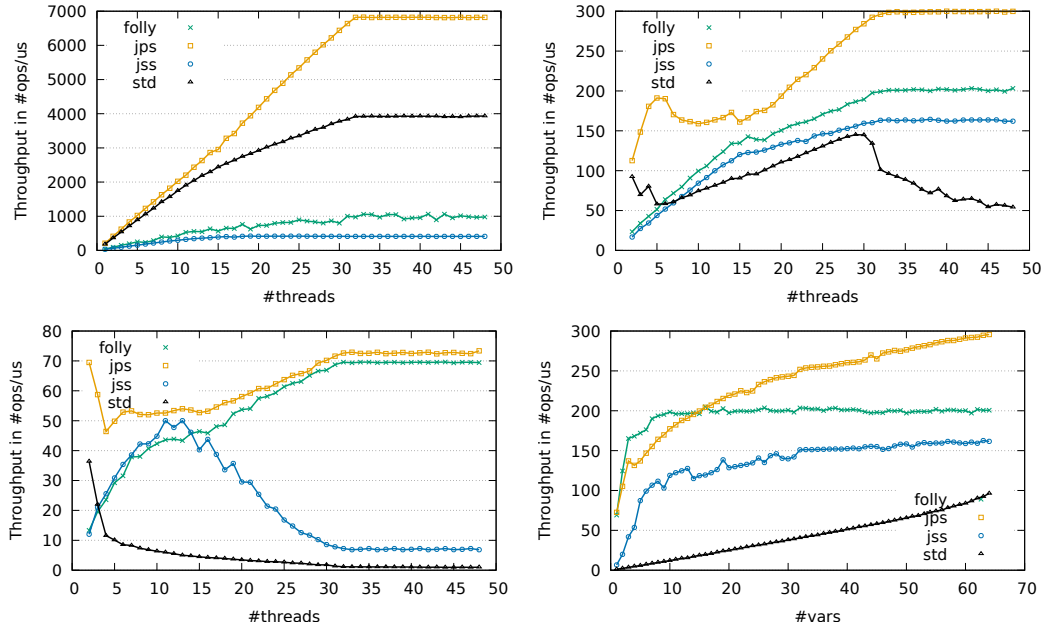 Throughput in #ops/us
7000
6000
5000
4000
3000
2000
1000
0
folly
jps
jss
std
0 5 10 15 20 25 30 35 40 45 50
#threads
Throughput in #ops/us
300
250
200
150
100
50
0
folly
jps
jss
std
0 5 10 15 20 25 30 35 40 45 50
#threads
Throughput in #ops/us
80
70
60
50
40
30
20
10
0
folly
jps
jss
std
0 5 10 15 20 25 30 35 40 45 50
#threads
Throughput in #ops/us
300
250
200
150
100
50
0
folly
jps
jss
std
0 10 20 30 40 50 60 70
#vars